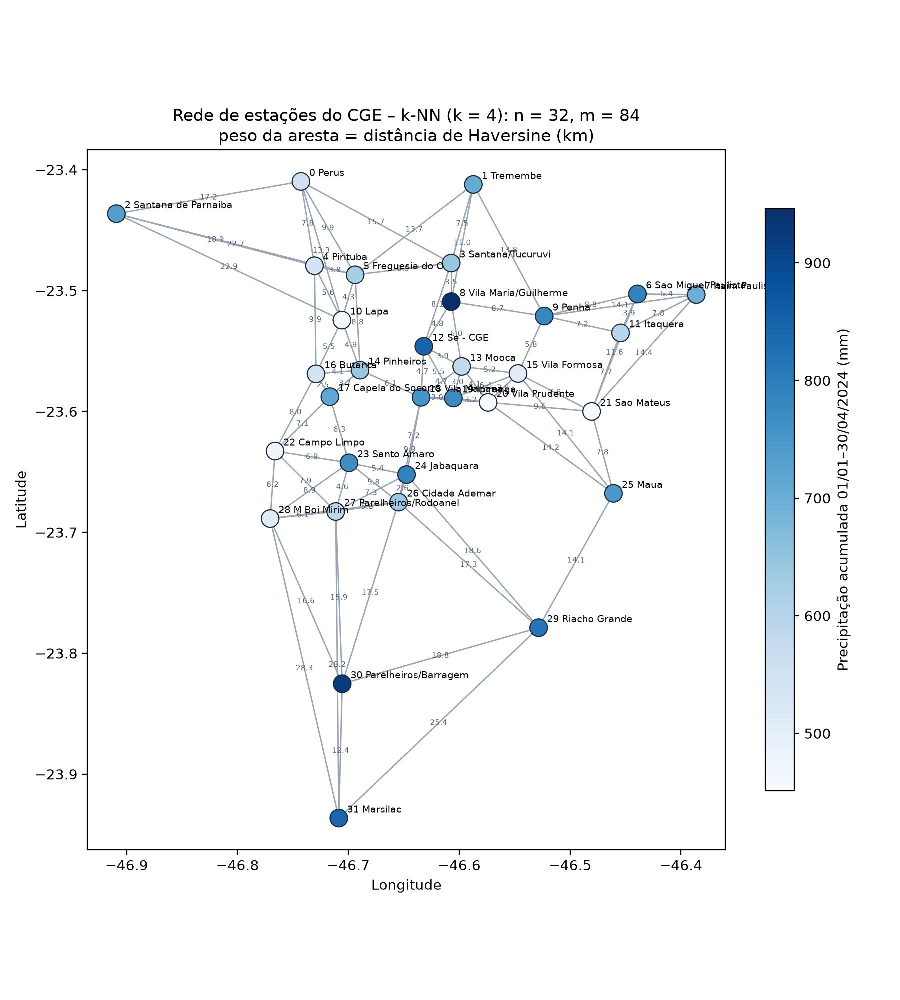 Rede de estações do CGE – k-NN (k = 4): n = 32, m = 84
peso da aresta = distância de Haversine (km)
−23.4
−23.5
−23.6
−23.7
−23.8
−23.9
Latitude
−46.9
−46.8
−46.7
−46.6
−46.5
−46.4
Longitude
0 Perus
1 Tremembe
2 Santana de Parnaiba
3 Santana/Tucuruvi
4 Pirituba
5 Freguesia do O
6 Sao Miguel Paulista
8 Vila Maria/Guilherme
9 Penha
10 Lapa
11 Itaquera
12 Se - CGE
13 Mooca
14 Pinheiros
15 Vila Formosa
16 Butanta
17 Capela do Socorro
18 Vila Mariana
19 Ipiranga
20 Vila Prudente
21 Sao Mateus
22 Campo Limpo
23 Santo Amaro
24 Jabaquara
25 Maua
26 Cidade Ademar
27 Parelheiros/Rodoanel
28 M Boi Mirim
29 Riacho Grande
30 Parelheiros/Barragem
31 Marsilac
17.2
7.8
9.9
15.7
13.7
7.5
11.0
13.8
13.3
18.9
22.7
22.9
3.8
5.6
4.3
3.5
8.1
8.7
8.8
14.1
5.4
3.9
7.8
7.2
9.9
8.8
4.8
6.0
5.8
5.5
4.9
3.9
11.6
14.4
4.1
4.7
5.5
5.2
7.7
2.5
6.1
4.7
3.0
3.0
3.2
9.6
8.0
7.1
6.3
7.2
14.1
14.2
7.8
6.9
5.4
6.2
7.9
8.9
4.6
5.8
7.3
2.6
6.1
18.6
17.3
14.1
16.6
15.9
17.5
28.3
28.2
18.8
12.4
25.4
900
800
700
600
500
Precipitação acumulada 01/01–30/04/2024 (mm)